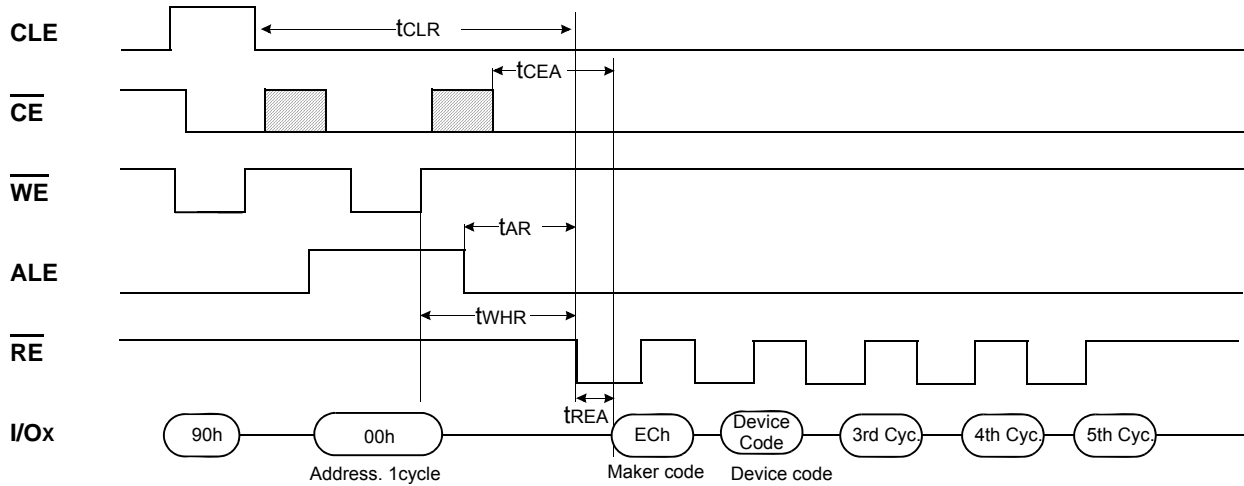 CLE
tCLR
tCEA
CE
WE
tAR
ALE
tWHR
RE
tREA
I/Ox
90h
00h
ECh
Device
Code
3rd Cyc.
4th Cyc.
5th Cyc.
Address. 1cycle
Maker code
Device code